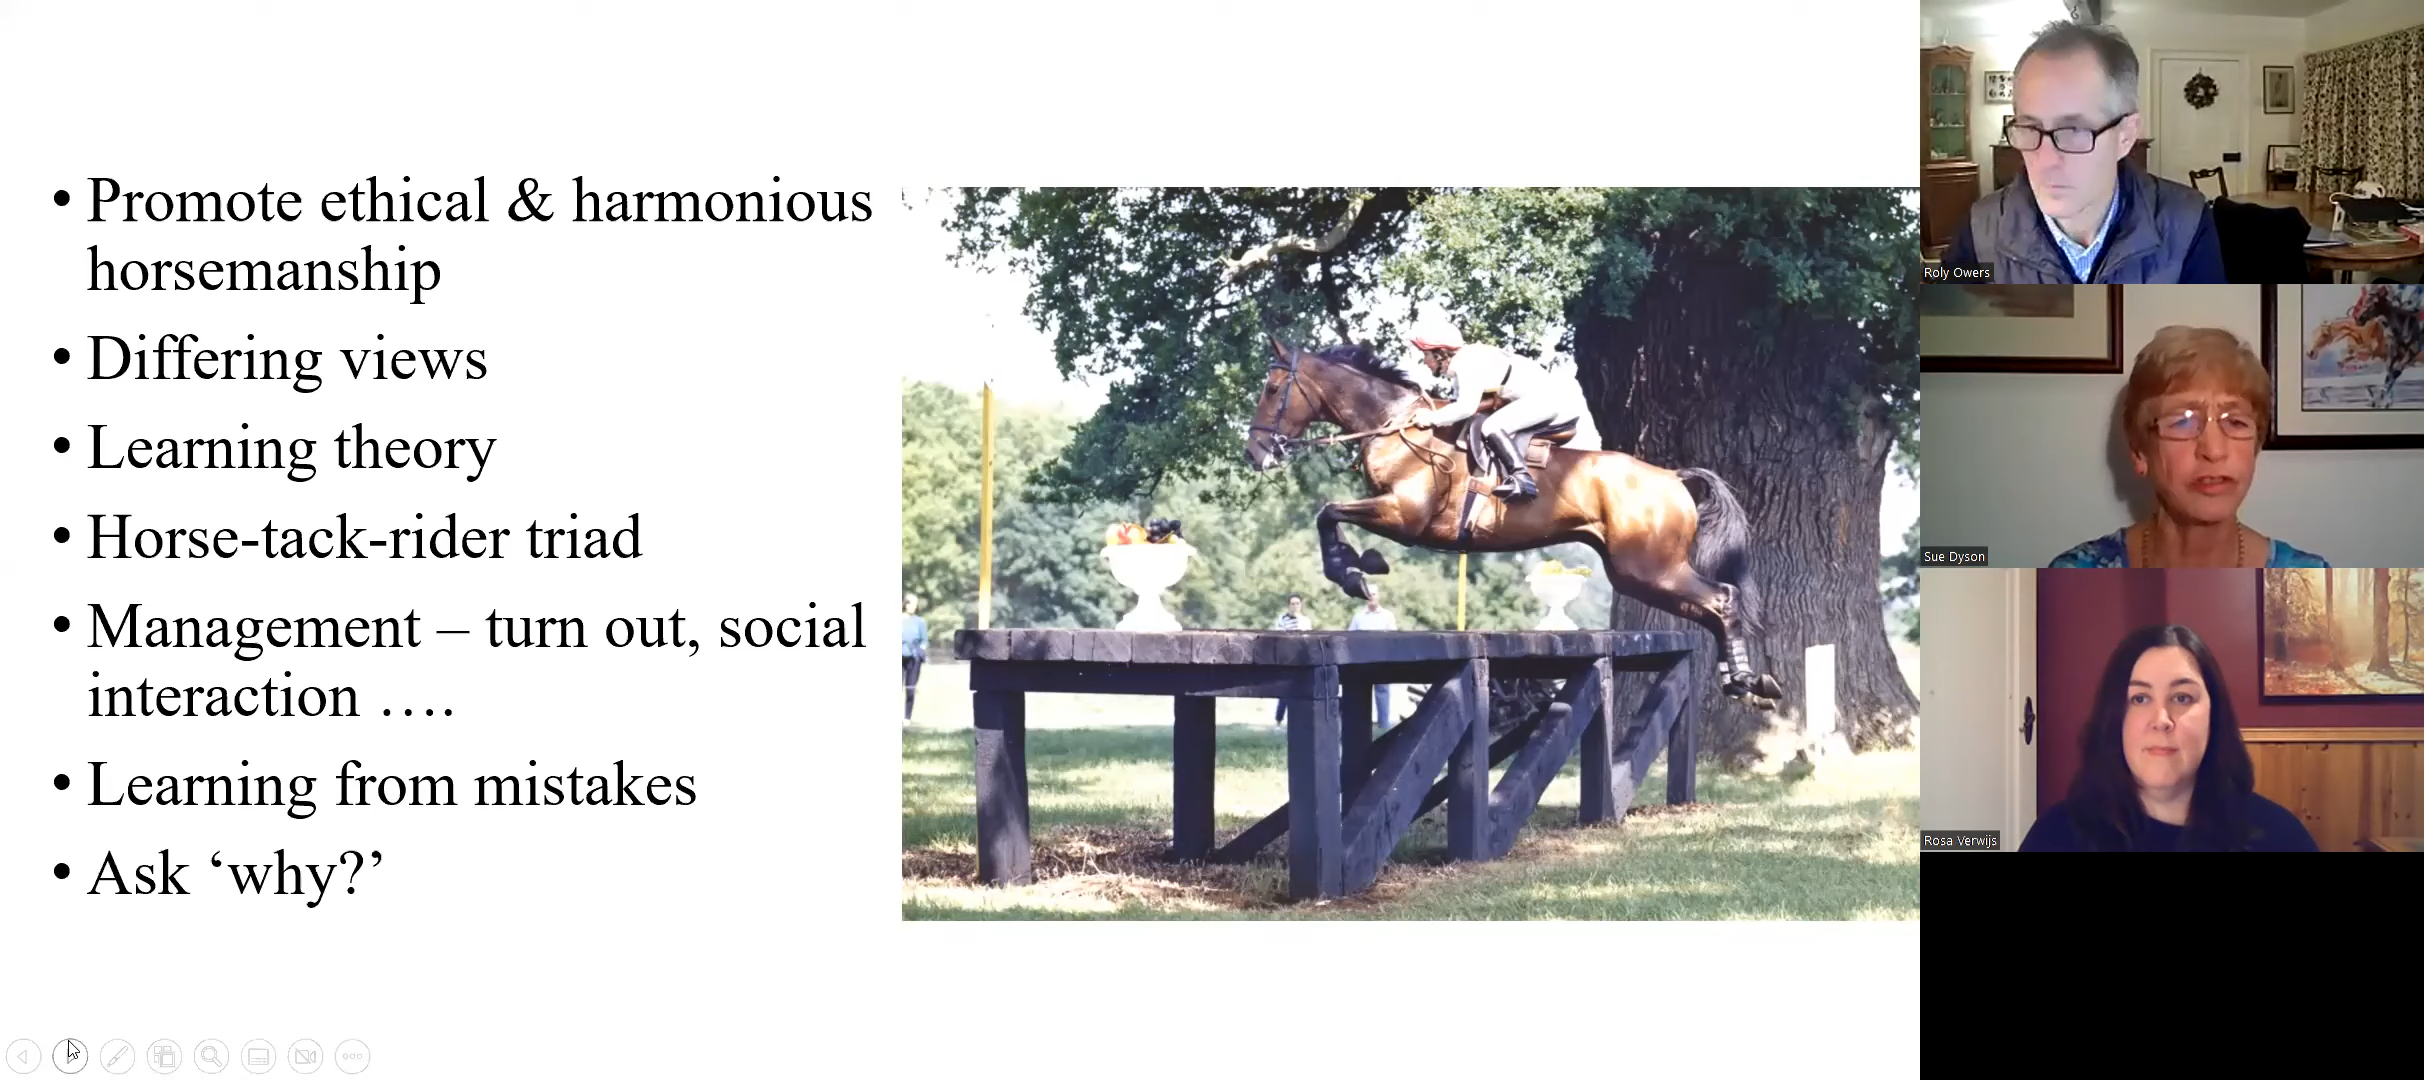 • Promote ethical & harmonious
horsemanship
• Differing views
• Learning theory
• Horse-tack-rider triad
• Management – turn out, social
interaction ….
• Learning from mistakes
• Ask ‘why?’
Roly Owers
Sue Dyson
Rosa Verwijs